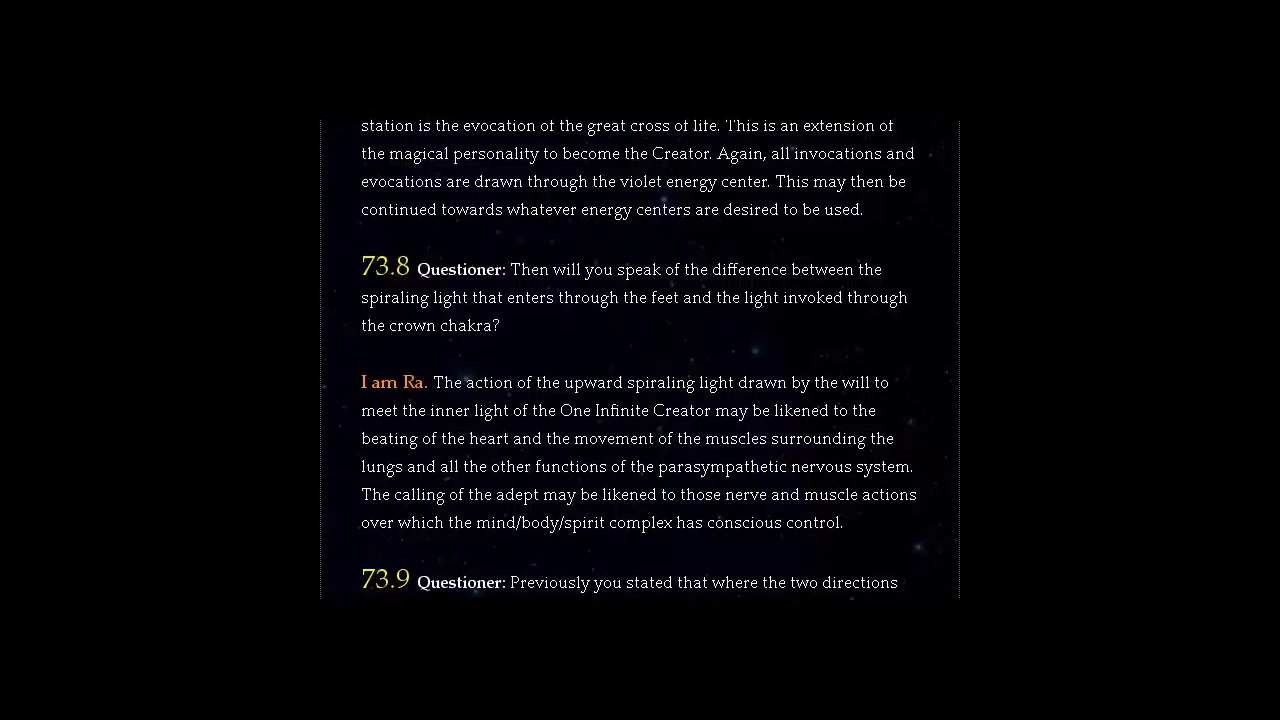 station is the evocation of the great cross of life. This is an extension of
the magical personality to become the Creator. Again, all invocations and
evocations are drawn through the violet energy center. This may then be
continued towards whatever energy centers are desired to be used.
73.8 Questioner: Then will you speak of the difference between the
spiraling light that enters through the feet and the light invoked through
the crown chakra?
I am Ra. The action of the upward spiraling light drawn by the will to
meet the inner light of the One Infinite Creator may be likened to the
beating of the heart and the movement of the muscles surrounding the
lungs and all the other functions of the parasympathetic nervous system.
The calling of the adept may be likened to those nerve and muscle actions
over which the mind/body/spirit complex has conscious control.
73.9 Questioner: Previously you stated that where the two directions